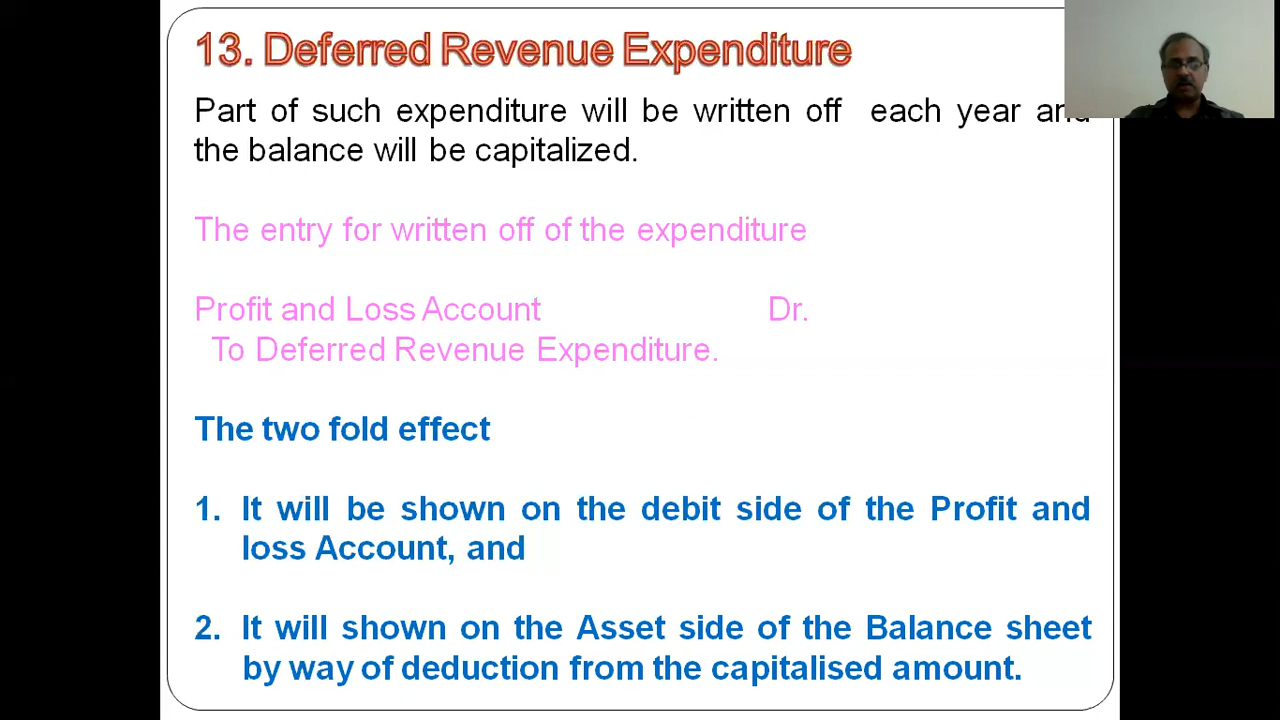 13. Deferred Revenue Expenditure
Part of such expenditure will be written off each year and
the balance will be capitalized.
The entry for written off of the expenditure
Profit and Loss Account Dr.
To Deferred Revenue Expenditure.
The two fold effect
1. It will be shown on the debit side of the Profit and
loss Account, and
2. It will shown on the Asset side of the Balance sheet
by way of deduction from the capitalised amount.